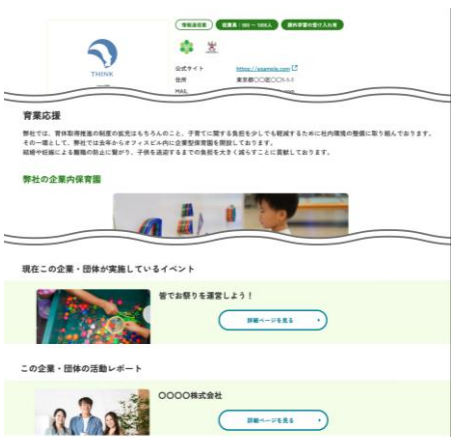 情報通信業
従業員：100 〜 1000人
課外学習の受け入れ有
THINK
公式サイト
https://example.com
住所
東京都〇〇区〇〇1-1-1
MAIL
育業応援
弊社では、育休取得推進の制度の拡充はもちろんのこと、子育てに関する負担を少しでも軽減するために社内環境の整備に取り組んでおります。
その一環として、弊社では去年からオフィスビル内に企業型保育園を開設しております。
結婚や妊娠による離職の防止に繋がり、子供を送迎するまでの負担を大きく減らすことに貢献しております。
弊社の企業内保育園
現在この企業・団体が実施しているイベント
皆でお祭りを運営しよう！
詳細ページを見る
この企業・団体の活動レポート
〇〇〇〇株式会社
詳細ページを見る